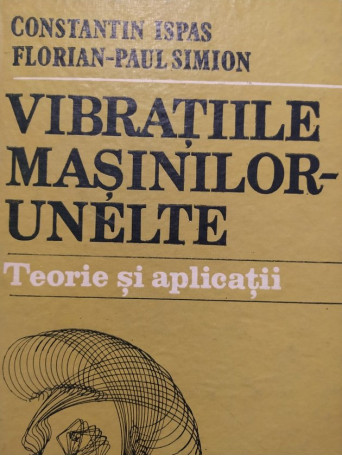 CONSTANTIN ISPAS
FLORIAN-PAUL SIMION
VIBRAȚIILE
MAȘINILOR-
UNELTE
Teorie și aplicații